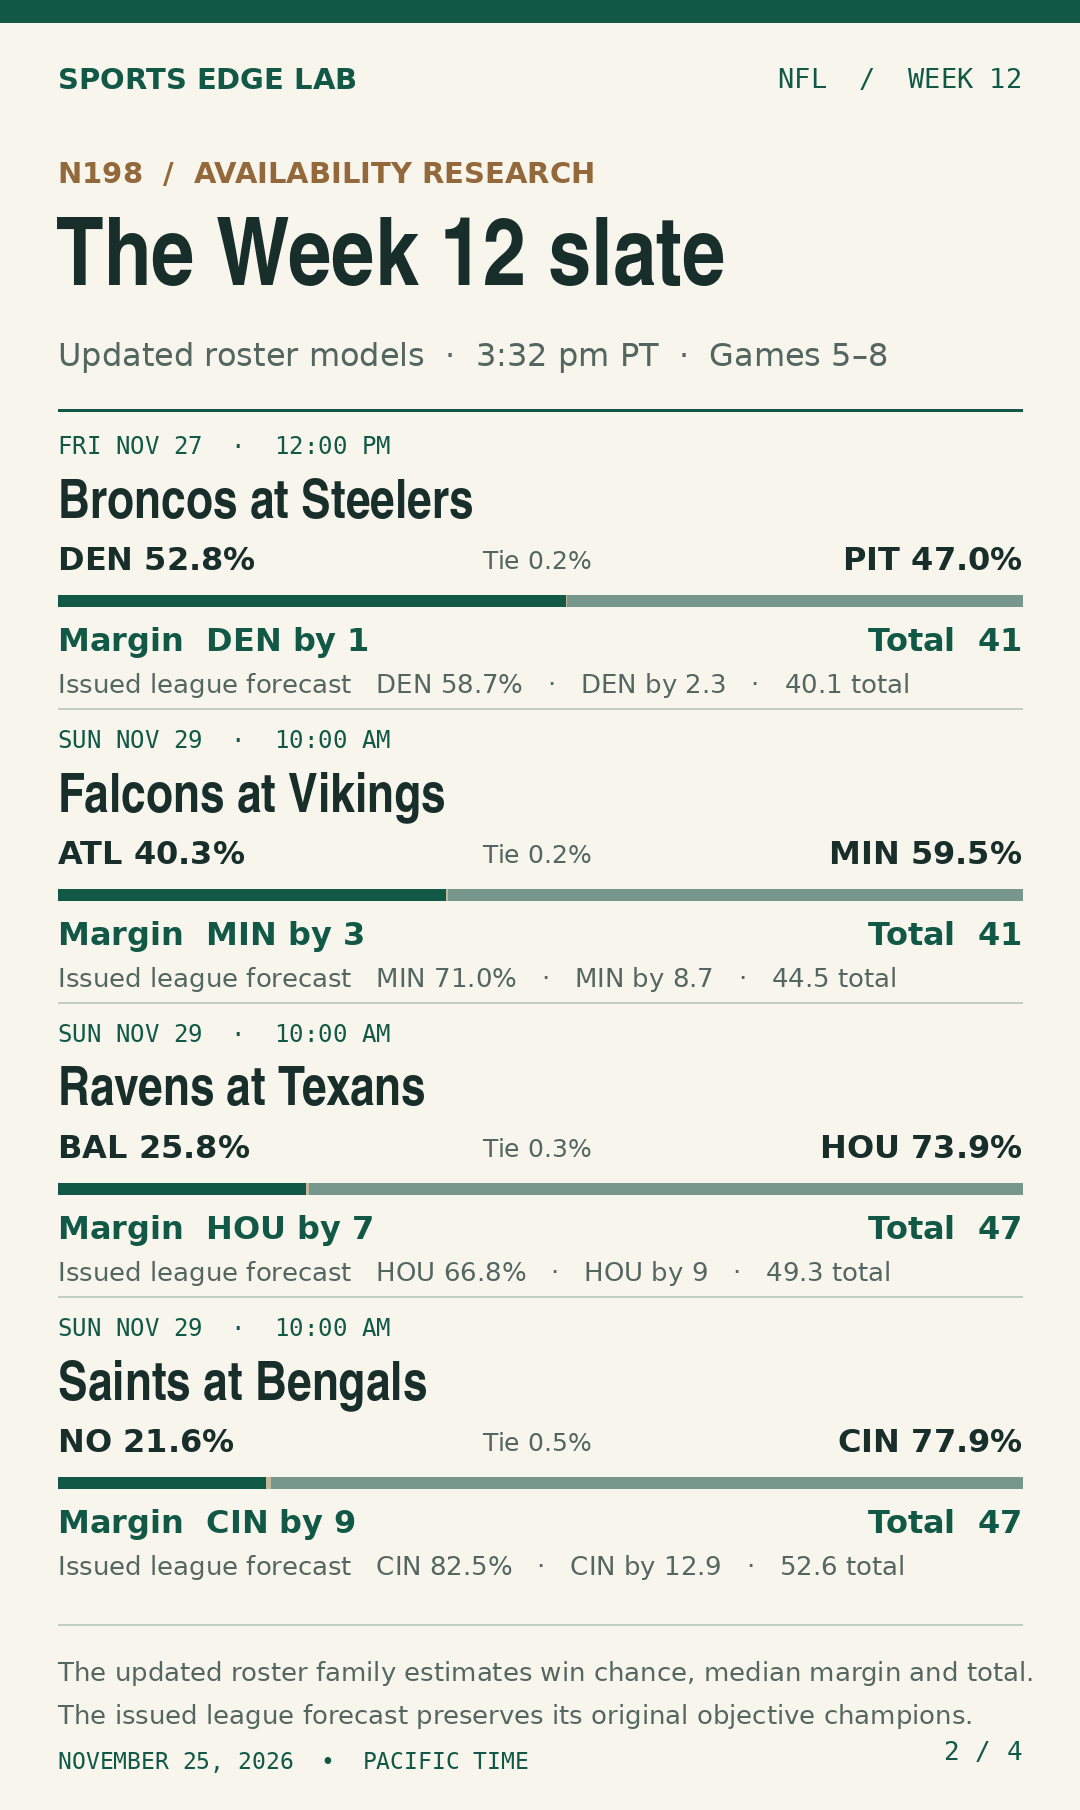 SPORTS EDGE LAB
NFL / WEEK 12
N198 / AVAILABILITY RESEARCH
The Week 12 slate
Updated roster models · 3:32 pm PT · Games 5–8
FRI NOV 27 · 12:00 PM
Broncos at Steelers
DEN 52.8% Tie 0.2% PIT 47.0%
Margin DEN by 1 Total 41
Issued league forecast DEN 58.7% · DEN by 2.3 · 40.1 total
SUN NOV 29 · 10:00 AM
Falcons at Vikings
ATL 40.3% Tie 0.2% MIN 59.5%
Margin MIN by 3 Total 41
Issued league forecast MIN 71.0% · MIN by 8.7 · 44.5 total
SUN NOV 29 · 10:00 AM
Ravens at Texans
BAL 25.8% Tie 0.3% HOU 73.9%
Margin HOU by 7 Total 47
Issued league forecast HOU 66.8% · HOU by 9 · 49.3 total
SUN NOV 29 · 10:00 AM
Saints at Bengals
NO 21.6% Tie 0.5% CIN 77.9%
Margin CIN by 9 Total 47
Issued league forecast CIN 82.5% · CIN by 12.9 · 52.6 total
The updated roster family estimates win chance, median margin and total.
The issued league forecast preserves its original objective champions.
NOVEMBER 25, 2026 • PACIFIC TIME
2 / 4